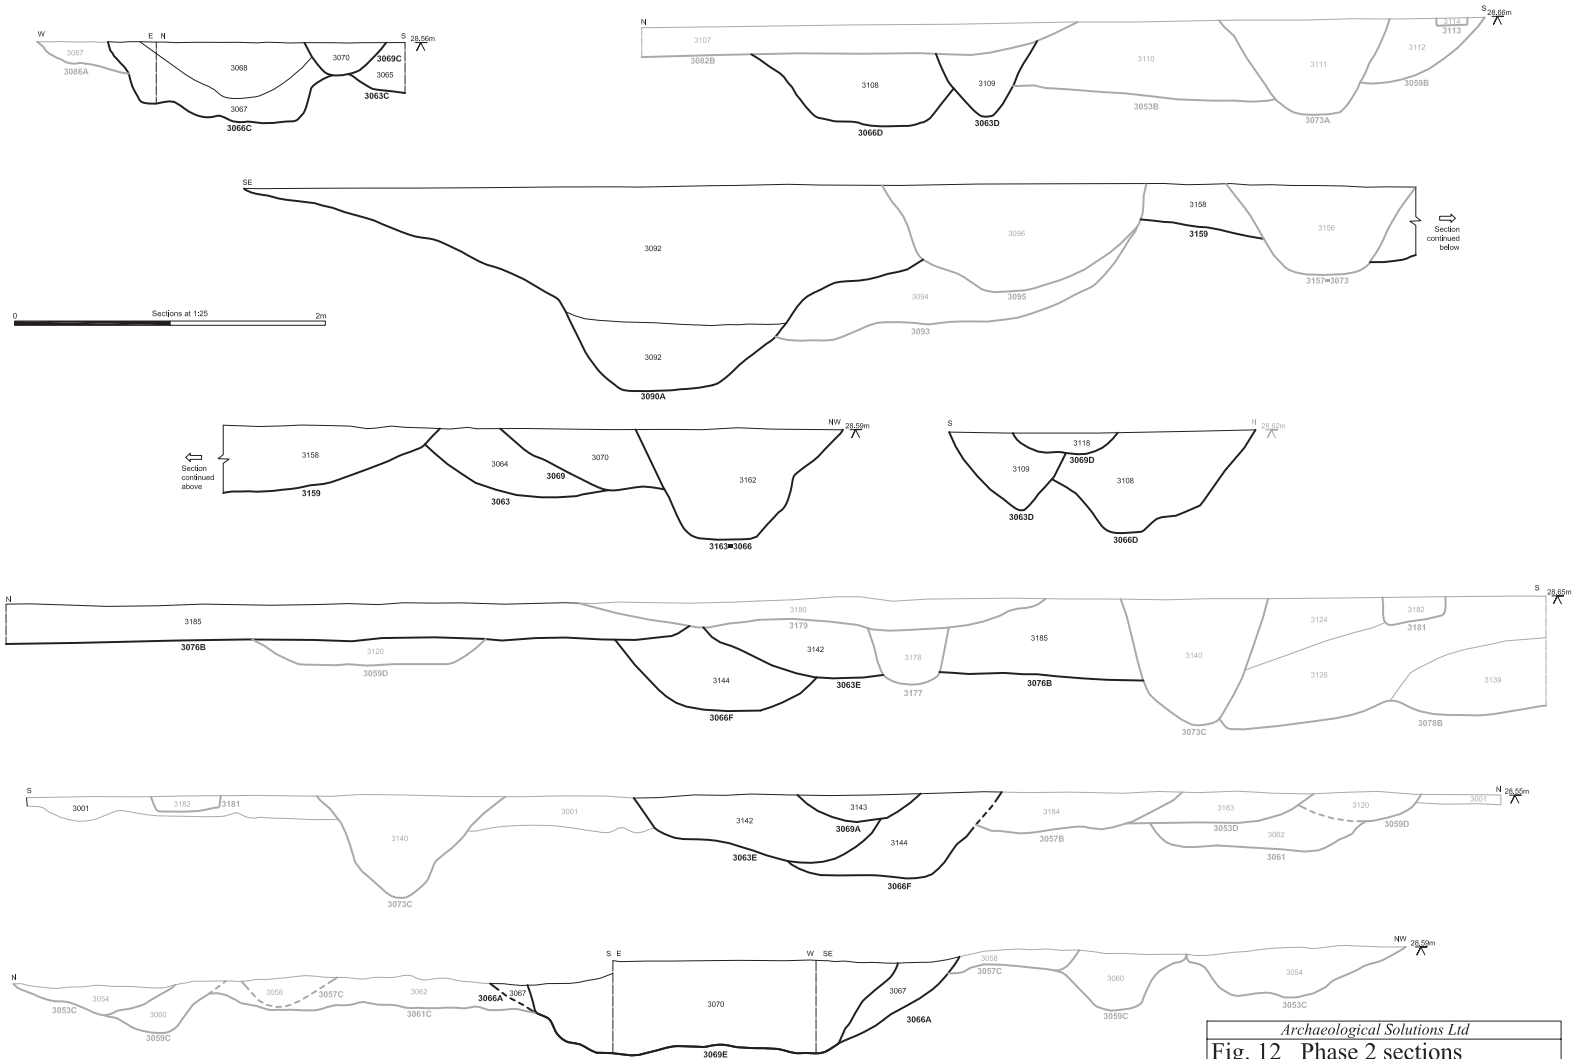 W E N S 28.56m
3087 3086A 3068 3067 3066C 3070 3069C 3065 3063C
N S 28.66m
3107 3082B 3108 3066D 3109 3063D 3110 3053B 3111 3073A 3112 3059B 3114 3113
SE
3092 3092 3090A 3096 3095 3094 3093 3158 3159 3156 3157=3073
Section
continued
below
0 Sections at 1:25 2m
NW 28.59m
Section
continued
above
3158 3159 3064 3063 3069 3070 3162 3163=3066
S N 28.62m
3118 3069D 3109 3063D 3108 3066D
N S 28.65m
3185 3076B 3120 3059D 3180 3179 3142 3063E 3144 3066F 3178 3177 3185 3076B 3140 3073C 3124 3126 3182 3181 3139 3078B
S N 28.55m
3001 3182 3181 3140 3073C 3001 3142 3063E 3143 3069A 3144 3066F 3184 3057B 3183 3053D 3062 3061 3120 3059D 3001
N S E W SE NW 28.59m
3054 3053C 3060 3059C 3058 3057C 3062 3061C 3066A 3067 3070 3069E 3067 3066A 3058 3057C 3060 3059C 3054 3053C
Archaeological Solutions Ltd
Fig. 12 Phase 2 sections